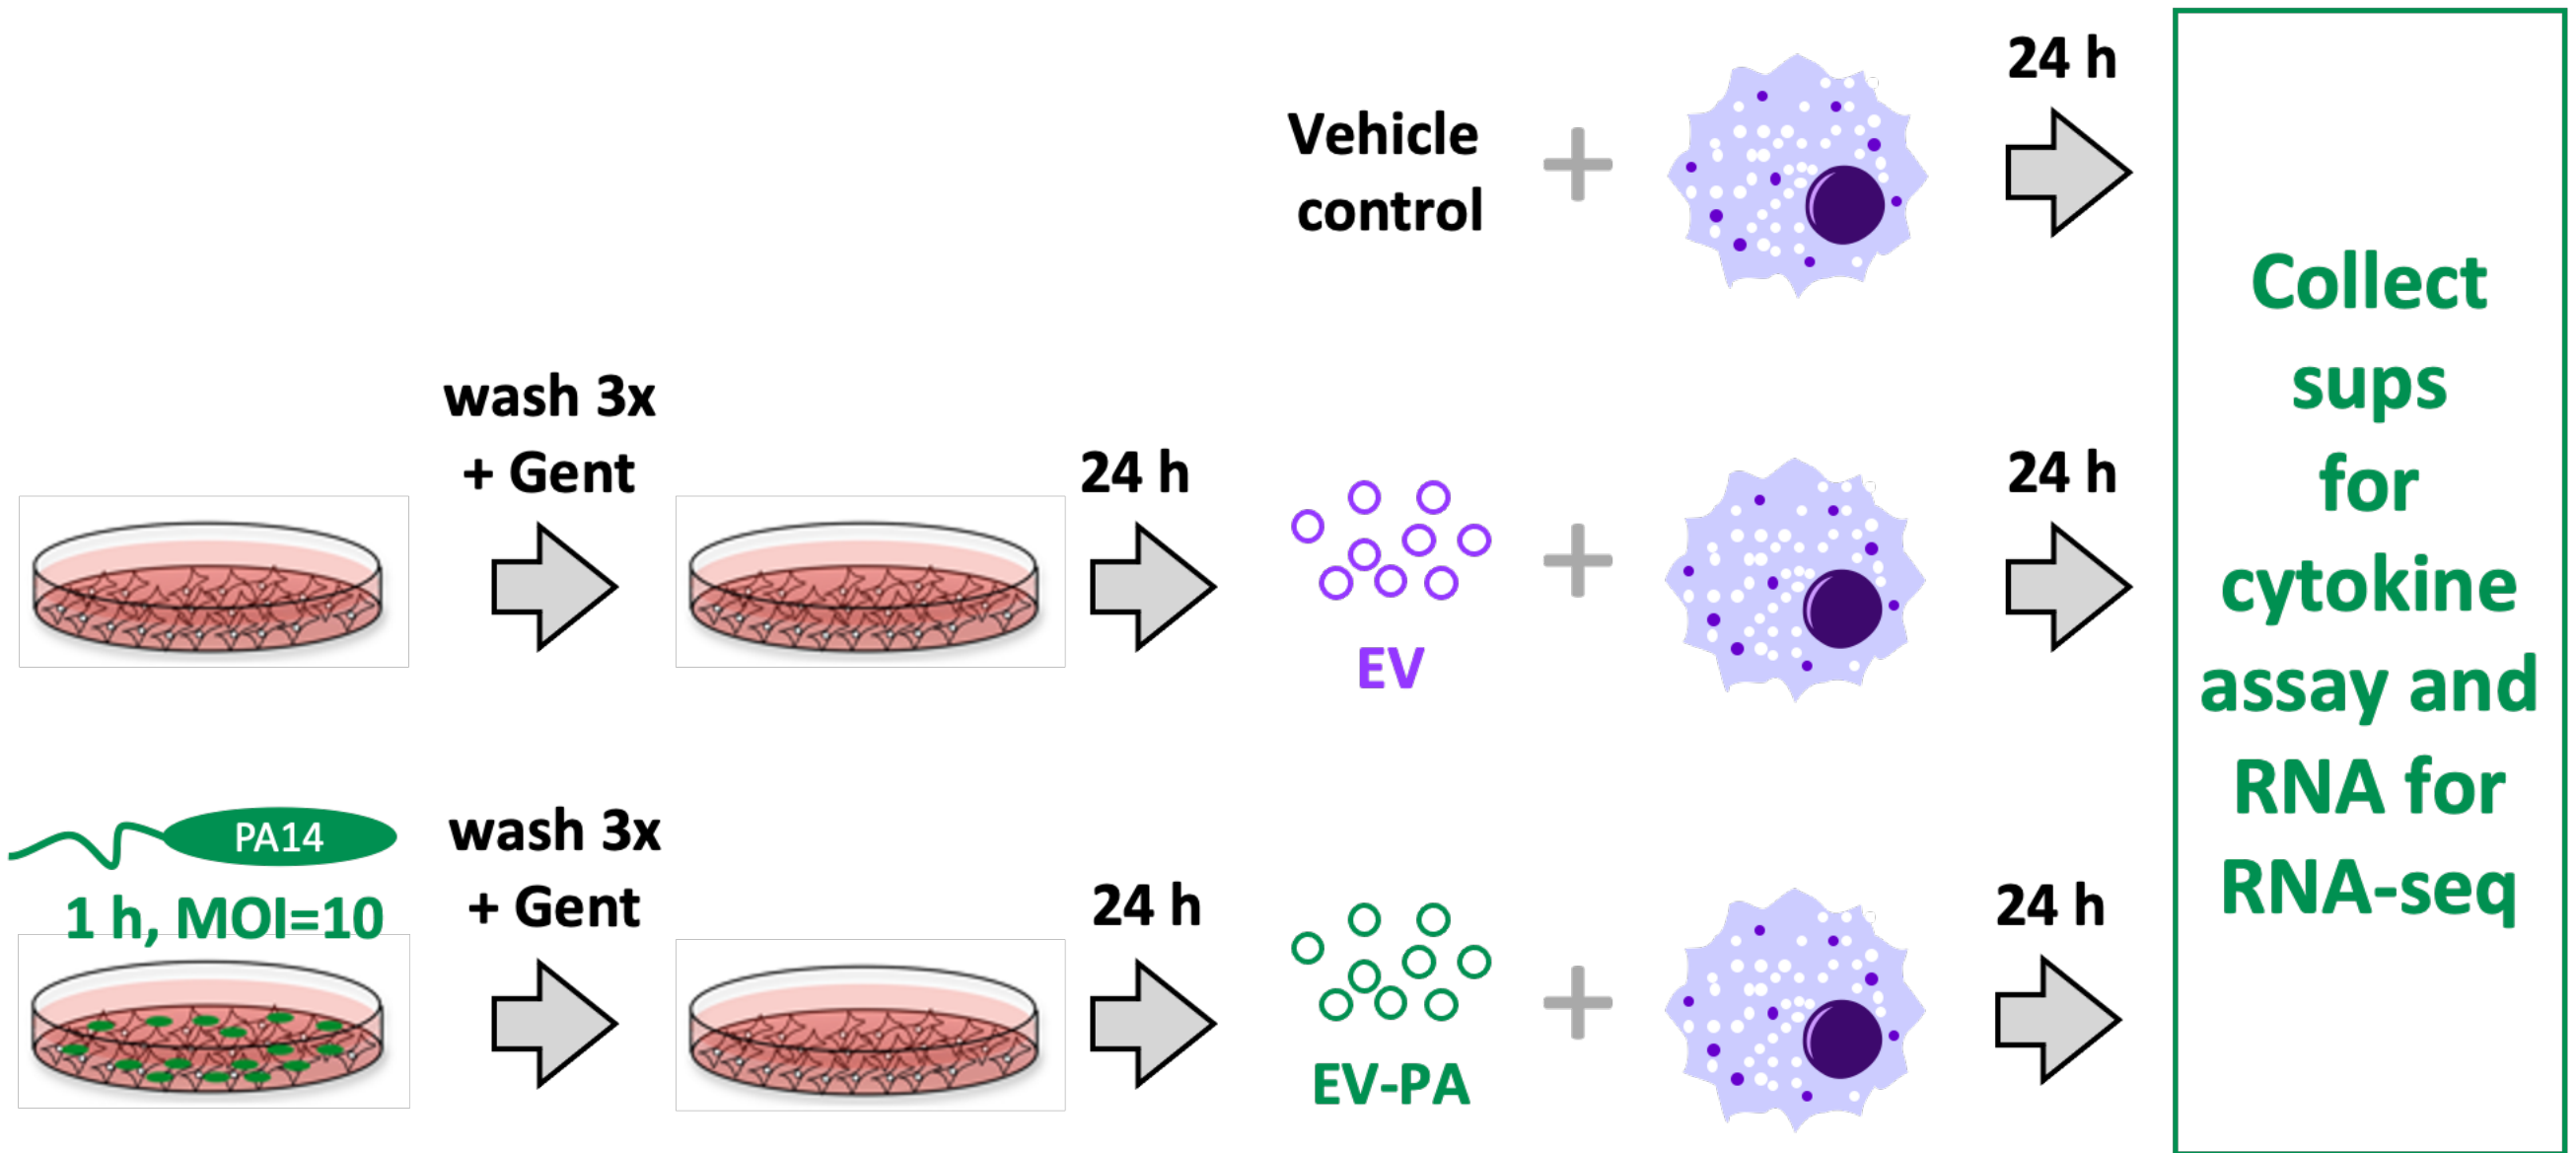 Vehicle
control
24 h
wash 3x
+ Gent
24 h
EV
24 h
PA14
1 h, MOI=10
wash 3x
+ Gent
24 h
EV-PA
24 h
Collect
sups
for
cytokine
assay and
RNA for
RNA-seq